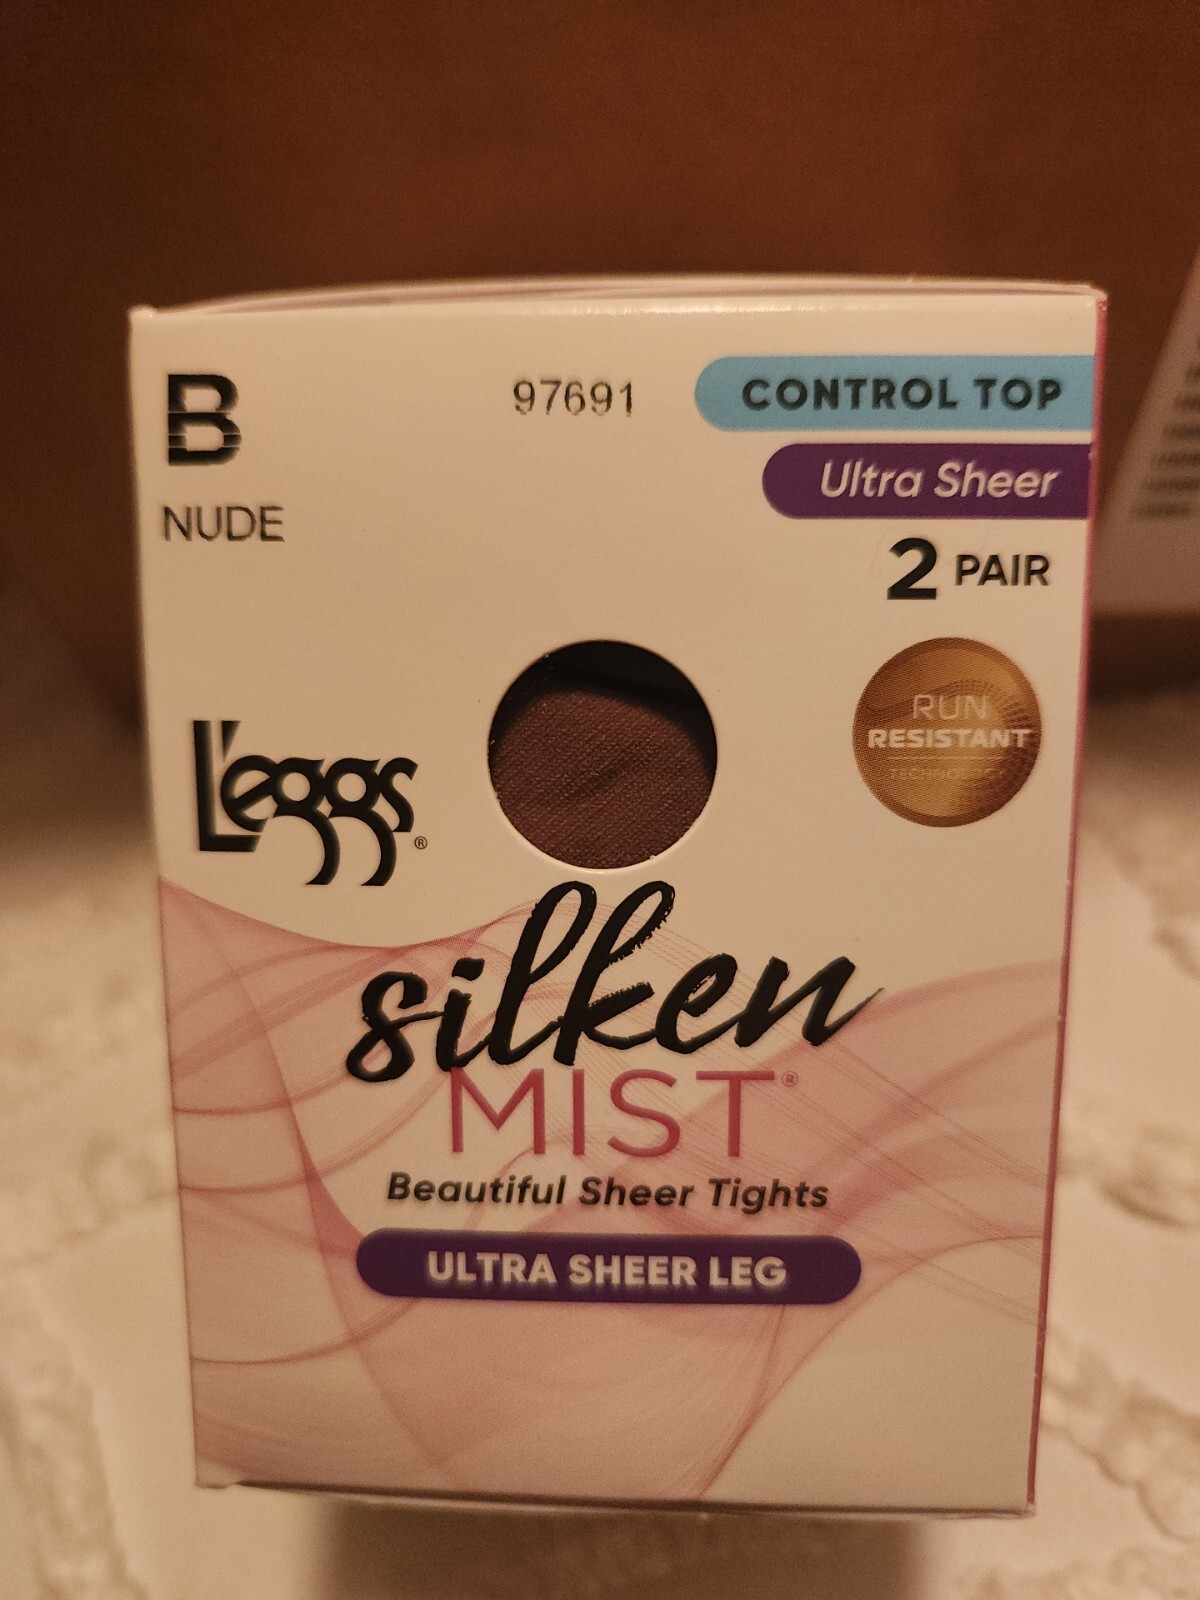 B
97691
CONTROL TOP
Ultra Sheer
NUDE
2 PAIR
L'eggs®
RUN
RESISTANT
TECHNOLOGY
silken
MIST®
Beautiful Sheer Tights
ULTRA SHEER LEG